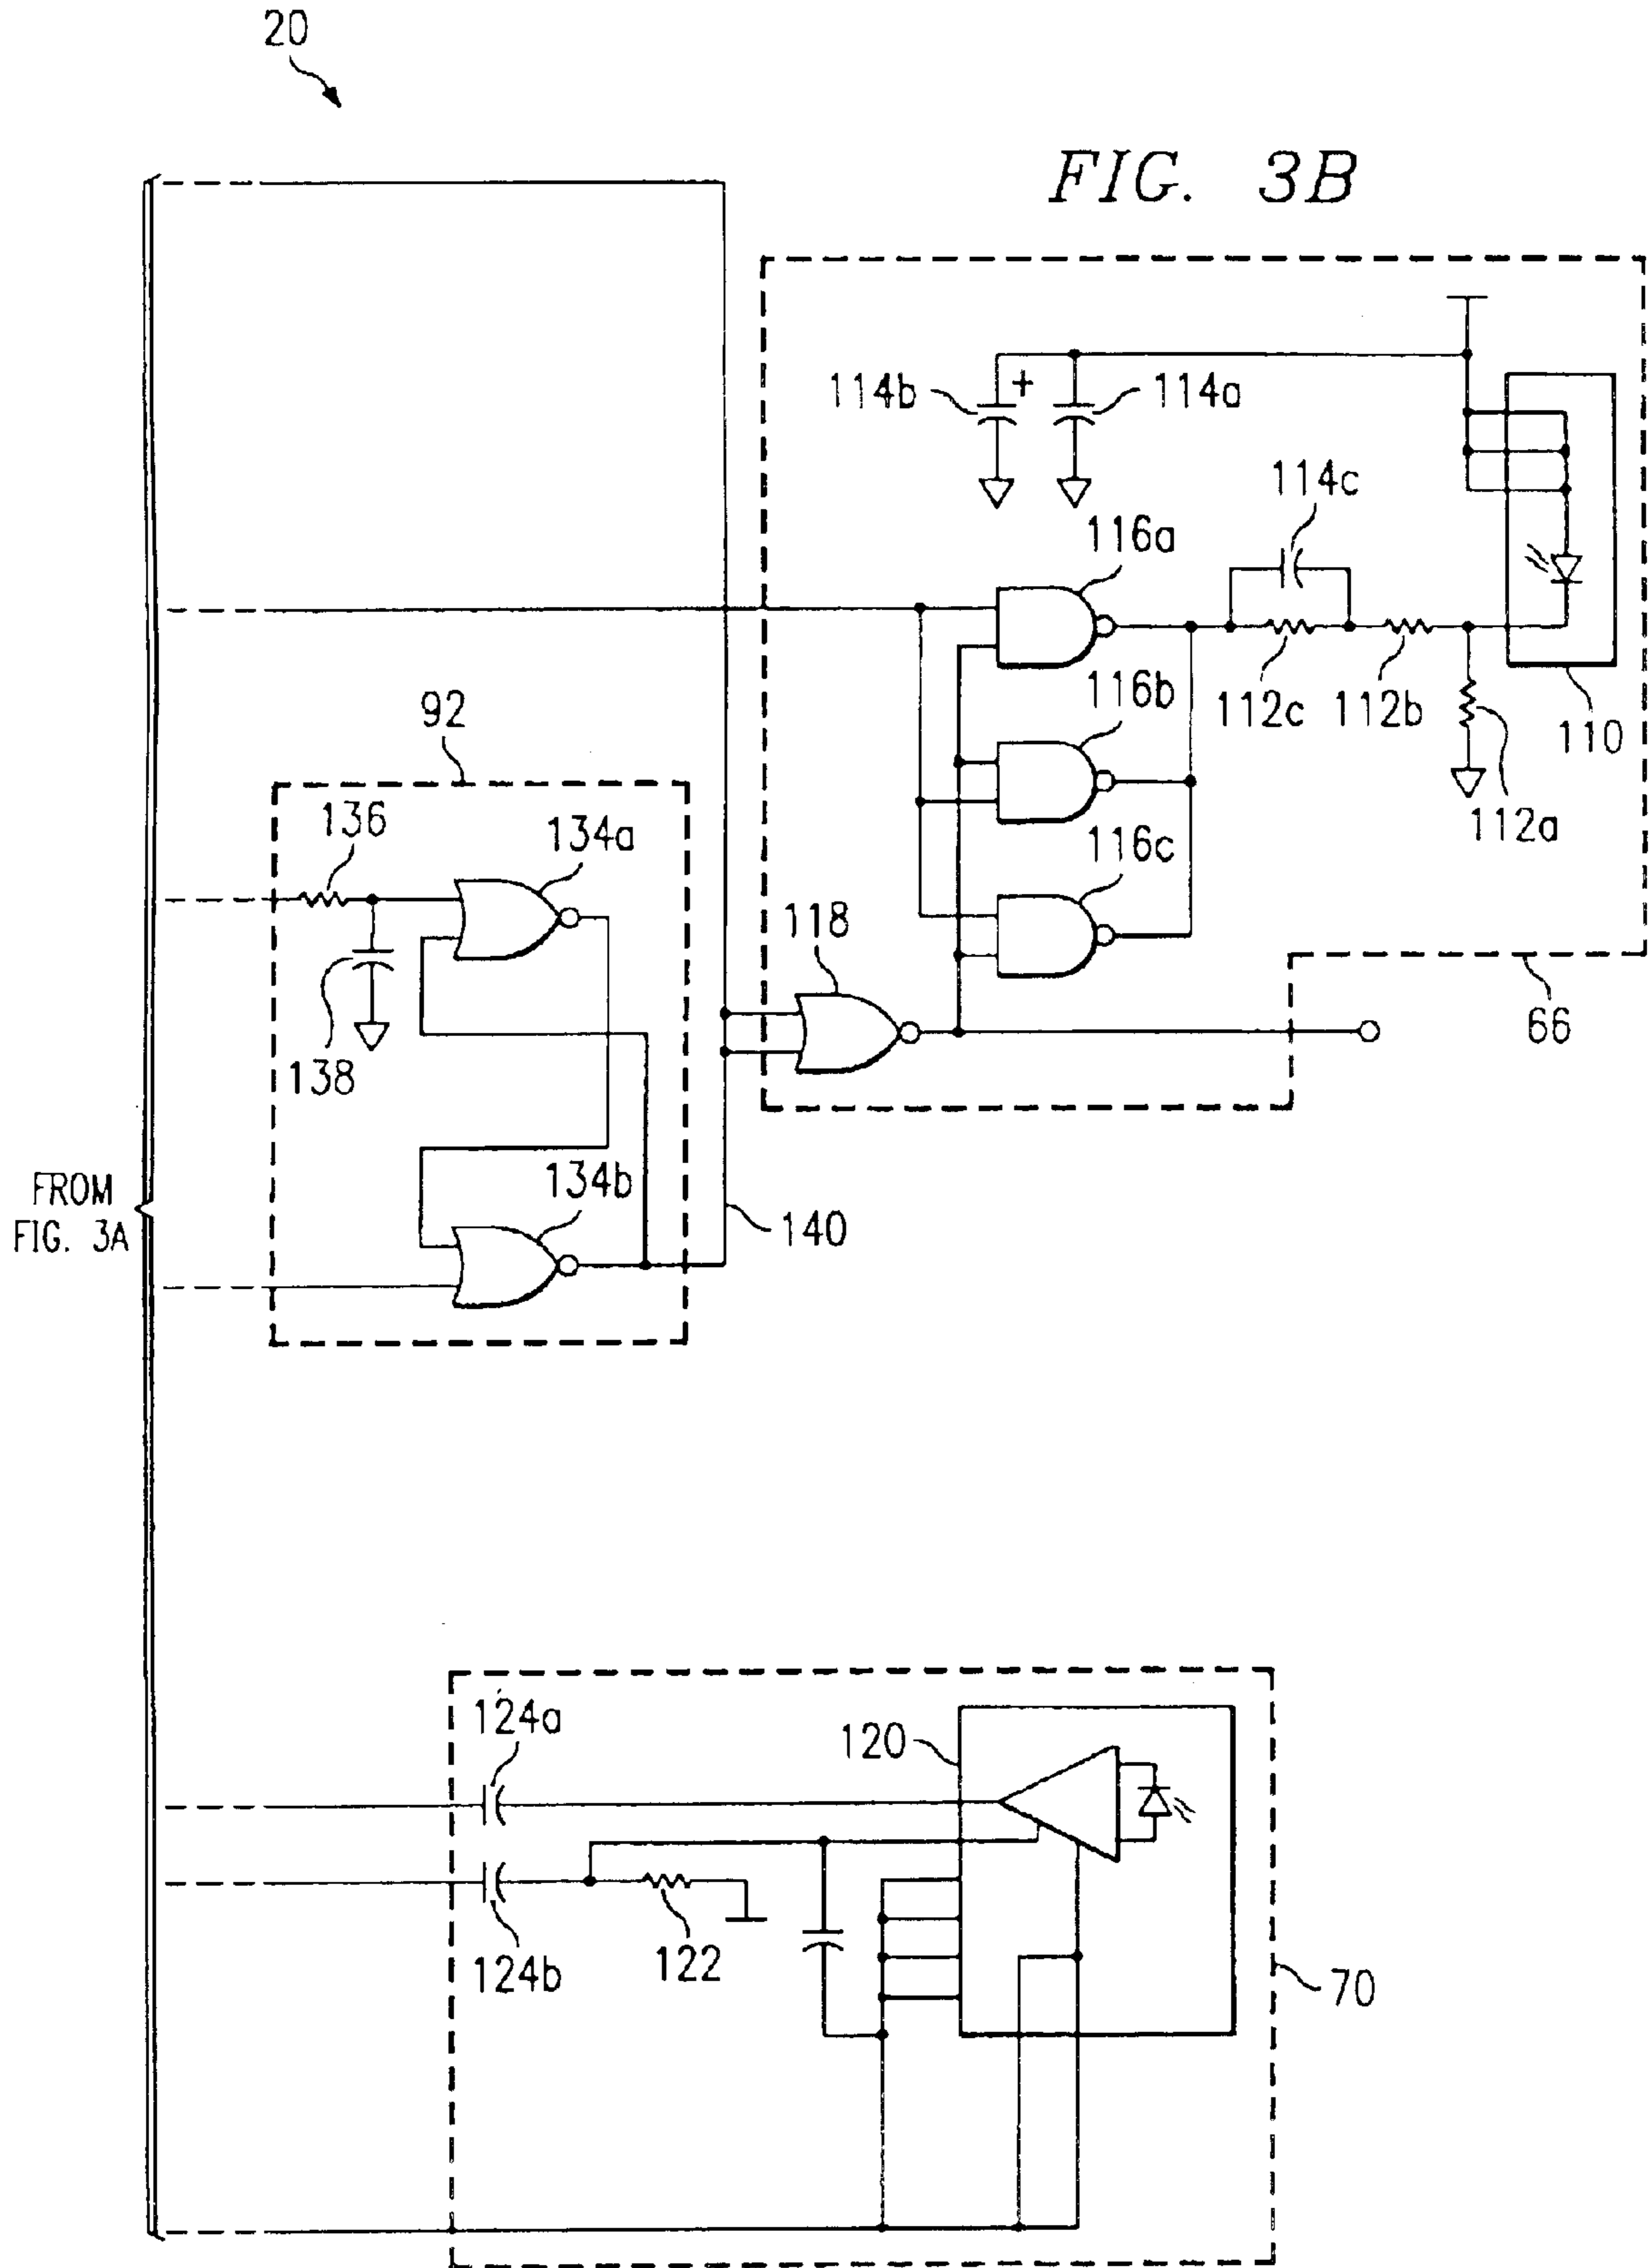 20
FIG. 3B
114b
+
114a
114c
116a
116b
112c
112b
110
92
112a
136
134a
116c
118
66
138
134b
FROM
FIG. 3A
140
124a
120
124b
122
70